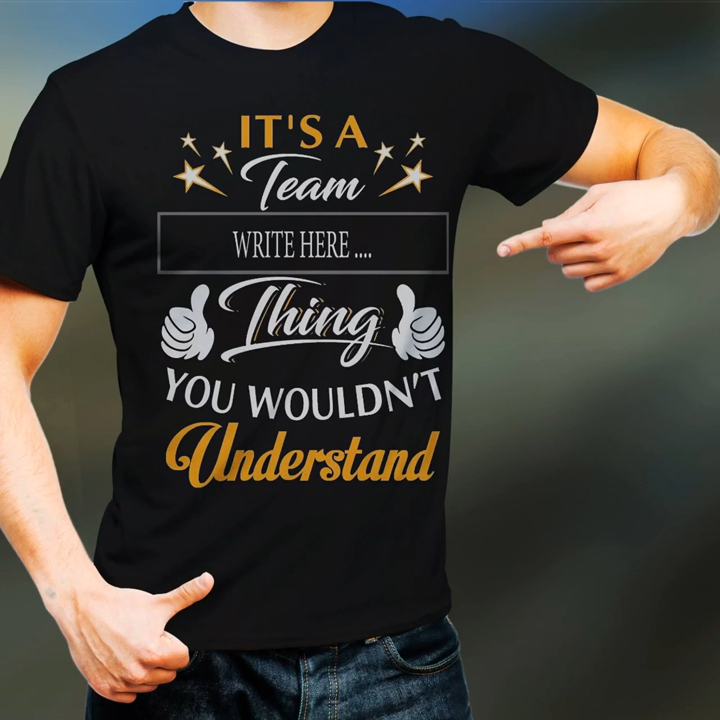 IT'S A
Team
WRITE HERE ....
Thing
YOU WOULDN'T
Understand